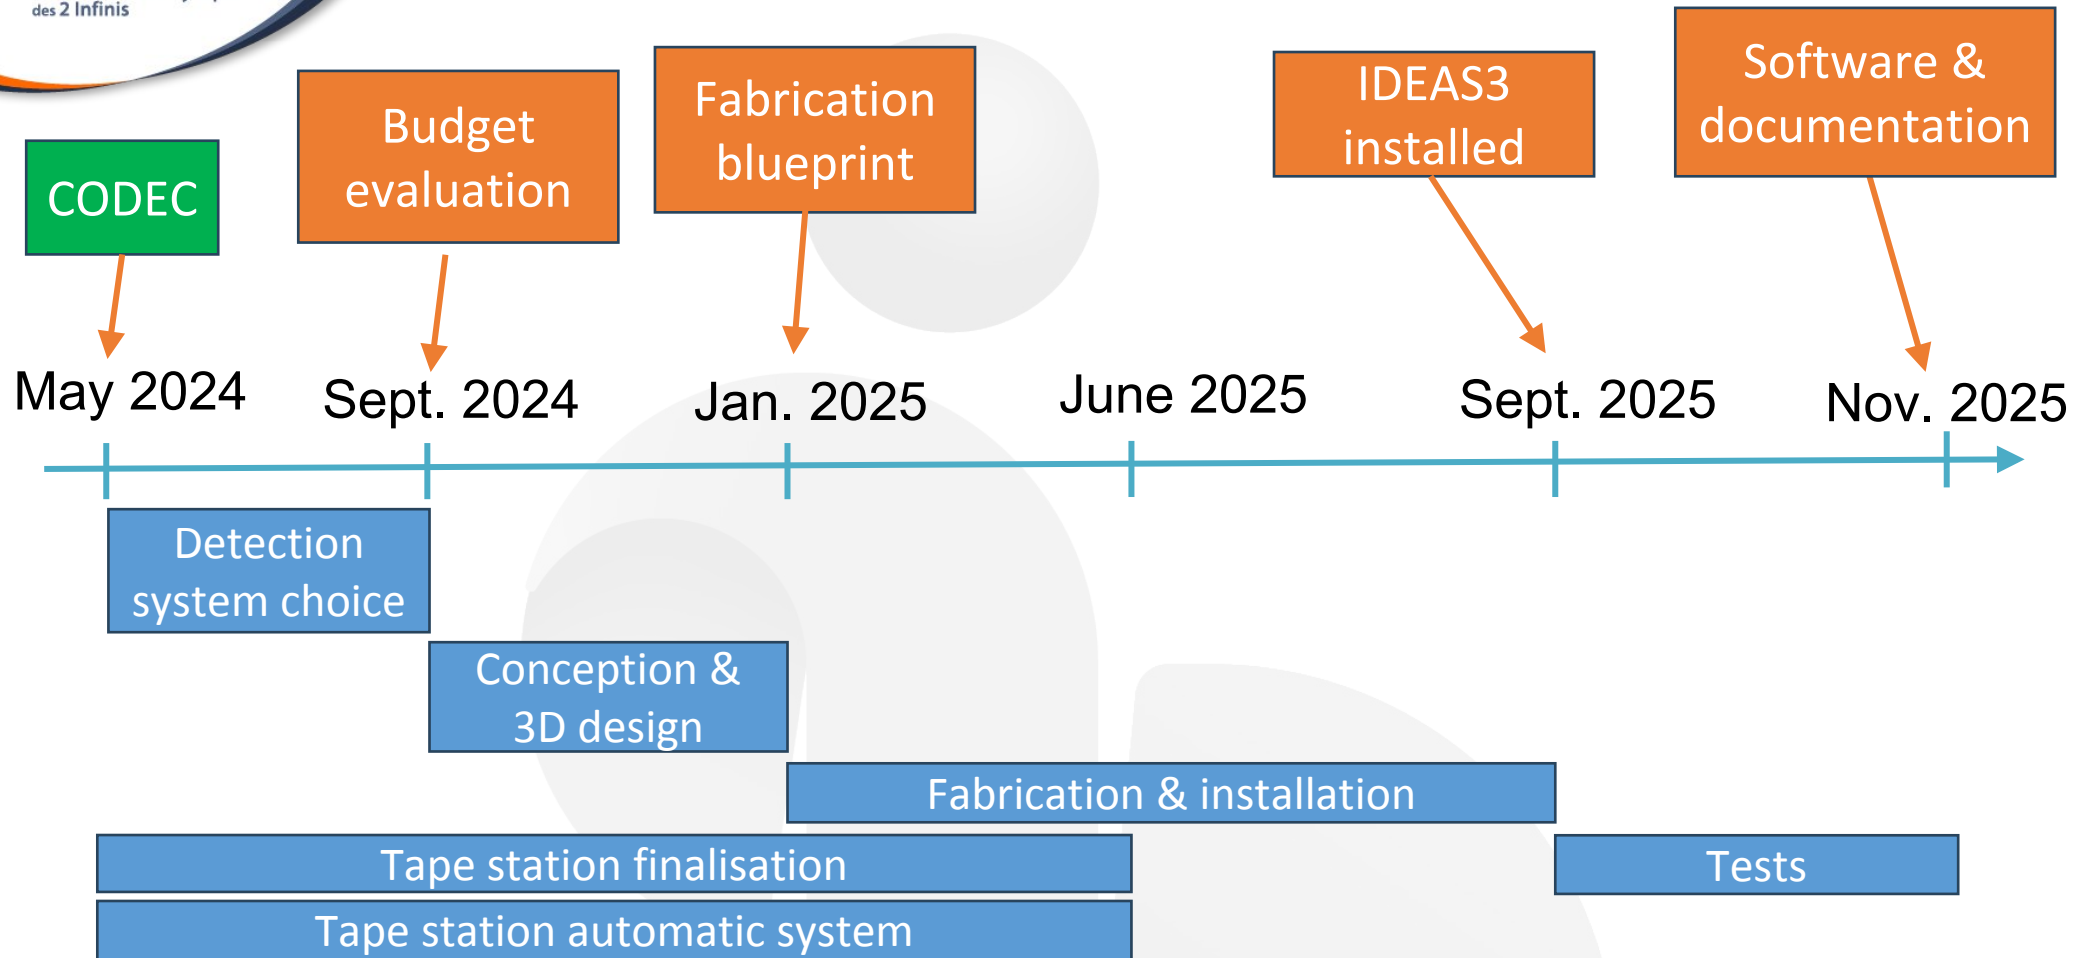 des 2 Infinis
CODEC
Budget
evaluation
Fabrication
blueprint
IDEAS3
installed
Software &
documentation
May 2024
Sept. 2024
Jan. 2025
June 2025
Sept. 2025
Nov. 2025
Detection
system choice
Conception &
3D design
Fabrication & installation
Tape station finalisation
Tests
Tape station automatic system